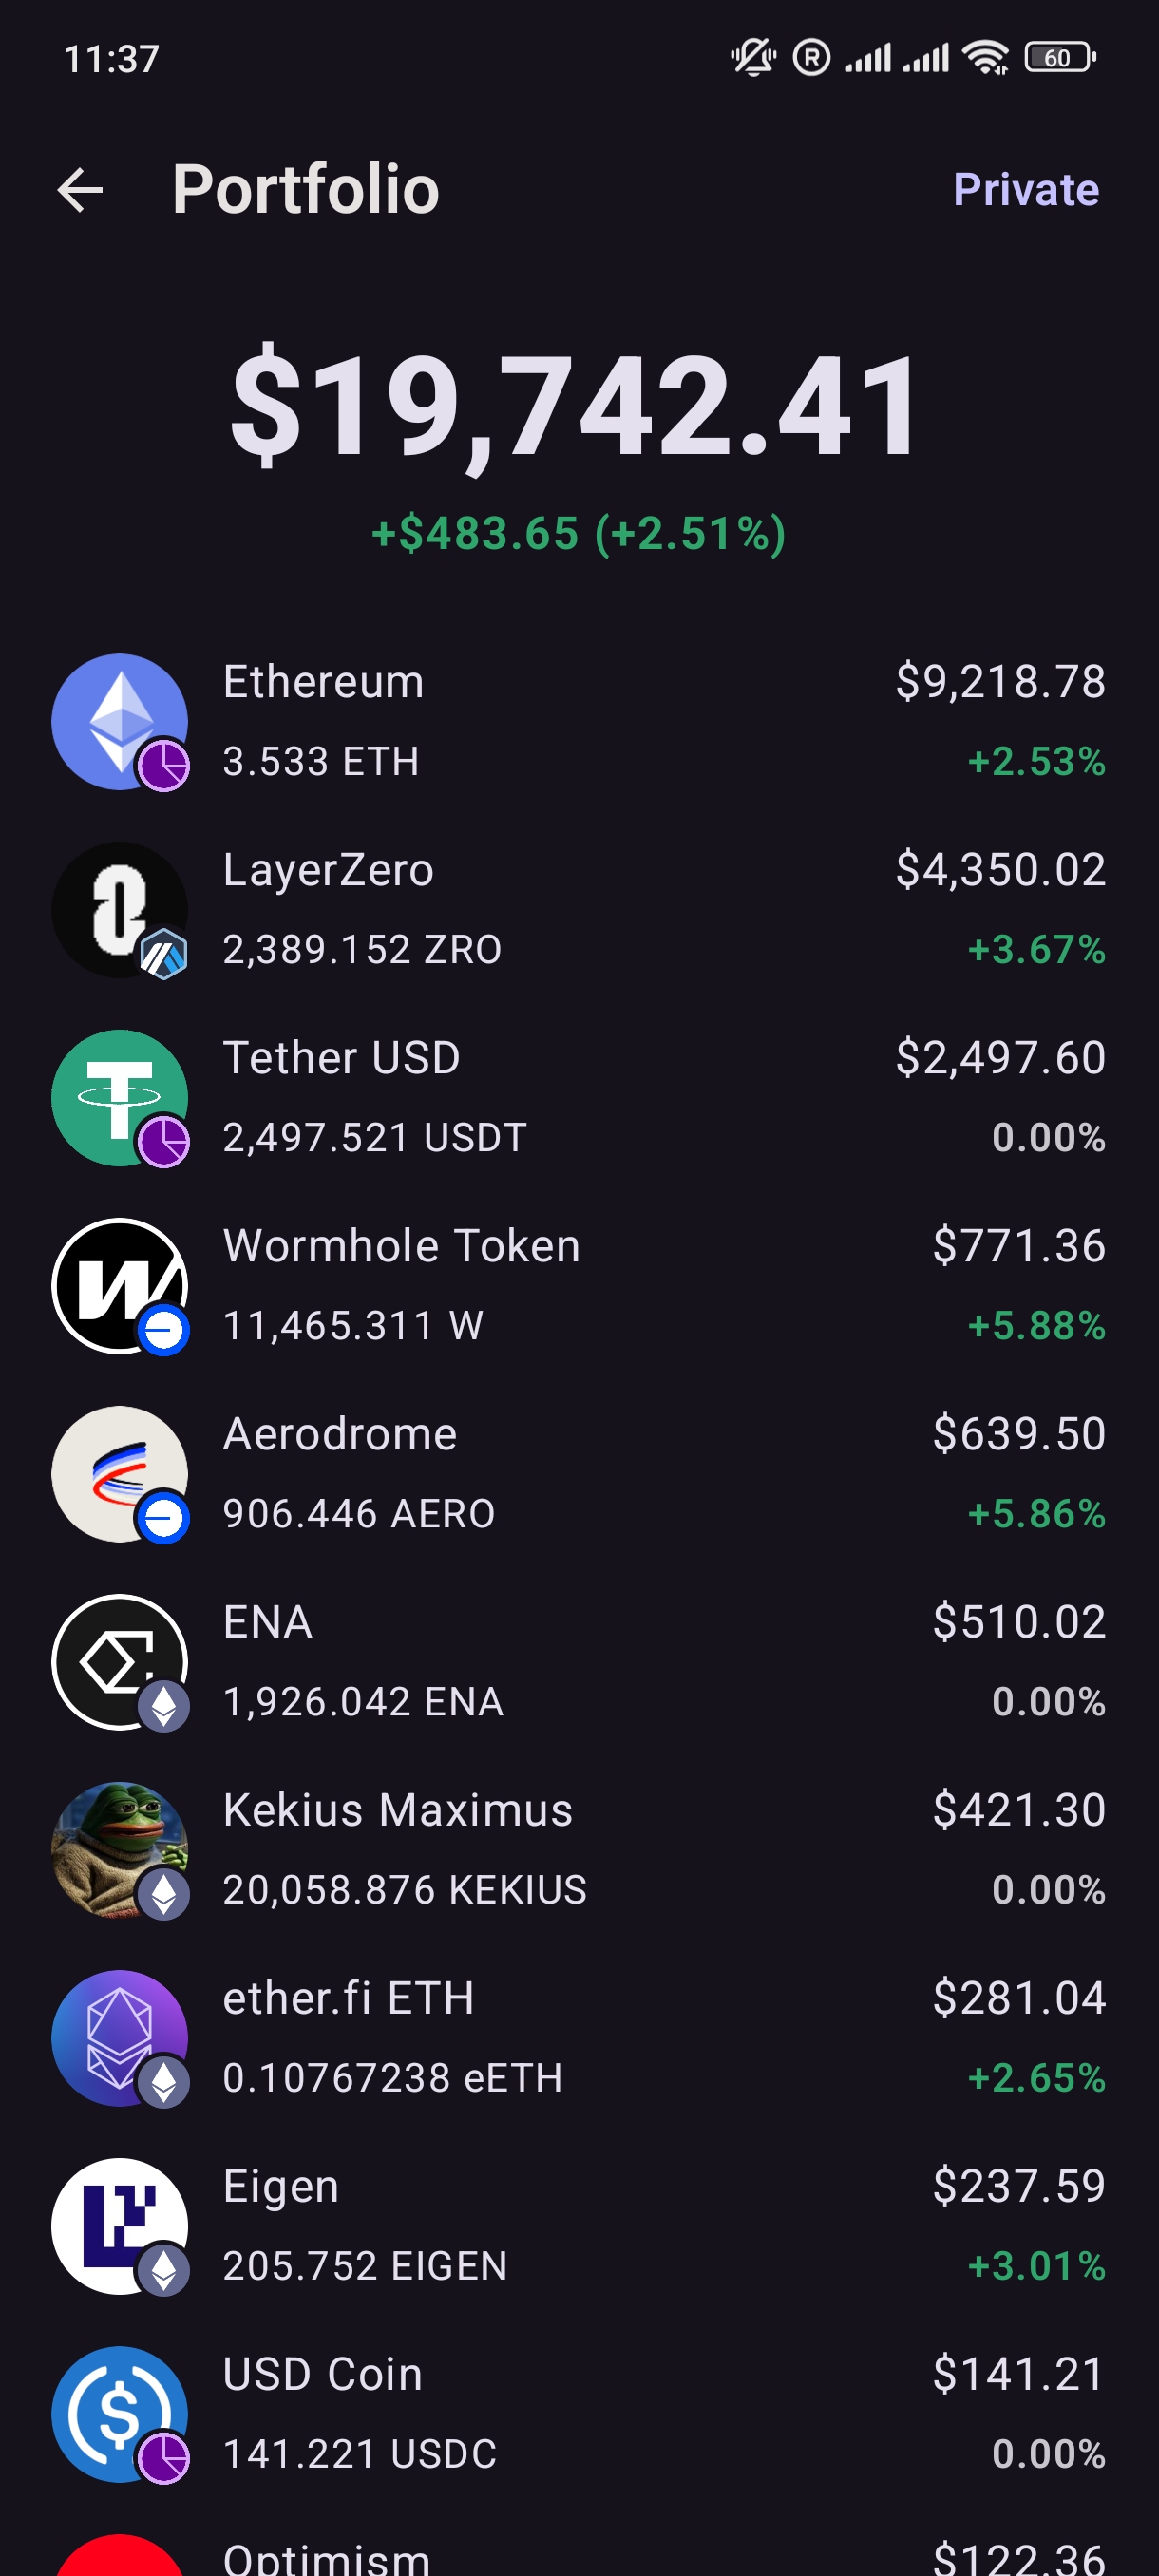 11:37
R
60
Portfolio
Private
$19,742.41
+$483.65 (+2.51%)
Ethereum
$9,218.78
3.533 ETH
+2.53%
LayerZero
$4,350.02
2,389.152 ZRO
+3.67%
Tether USD
$2,497.60
2,497.521 USDT
0.00%
Wormhole Token
$771.36
11,465.311 W
+5.88%
Aerodrome
$639.50
906.446 AERO
+5.86%
ENA
$510.02
1,926.042 ENA
0.00%
Kekius Maximus
$421.30
20,058.876 KEKIUS
0.00%
ether.fi ETH
$281.04
0.10767238 eETH
+2.65%
Eigen
$237.59
205.752 EIGEN
+3.01%
USD Coin
$141.21
141.221 USDC
0.00%
Optimism
$122.36